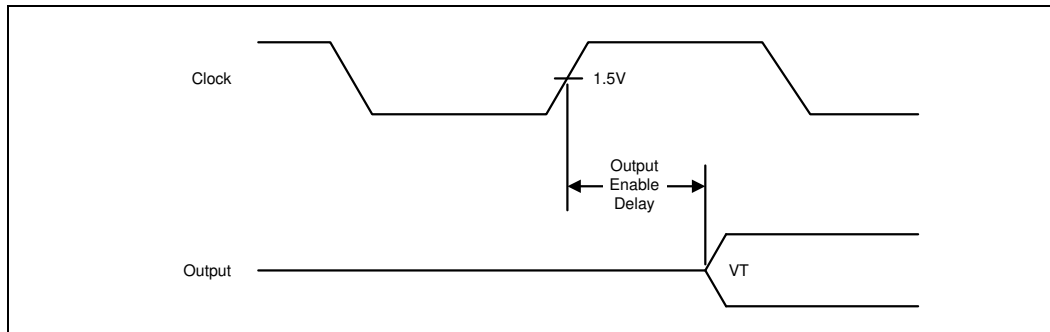 Clock
1.5V
Output
Enable
Delay
Output
VT